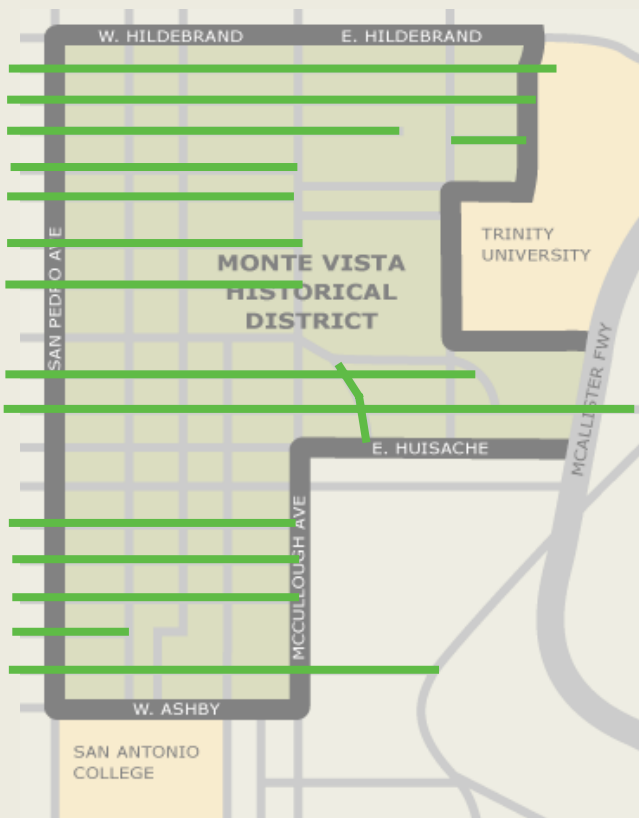 W. HILDEBRAND
E. HILDEBRAND
SAN PEDRO AVE
TRINITY
UNIVERSITY
MONTE VISTA
HISTORICAL
DISTRICT
MCALLISTER FWY
E. HUISACHE
MCCULLOUGH AVE
W. ASHBY
SAN ANTONIO
COLLEGE